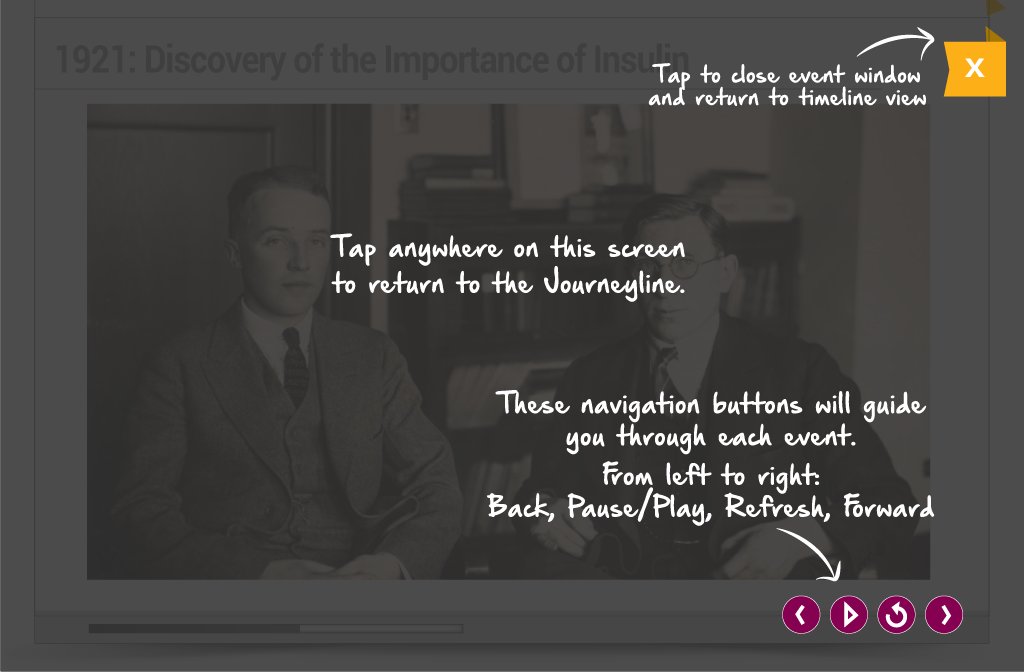 1921: Discovery of the Importance of Insulin
X
Tap to close event window
and return to timeline view
Tap anywhere on this screen
to return to the Journeyline.
These navigation buttons will guide
you through each event.
From left to right:
Back, Pause/Play, Refresh, Forward